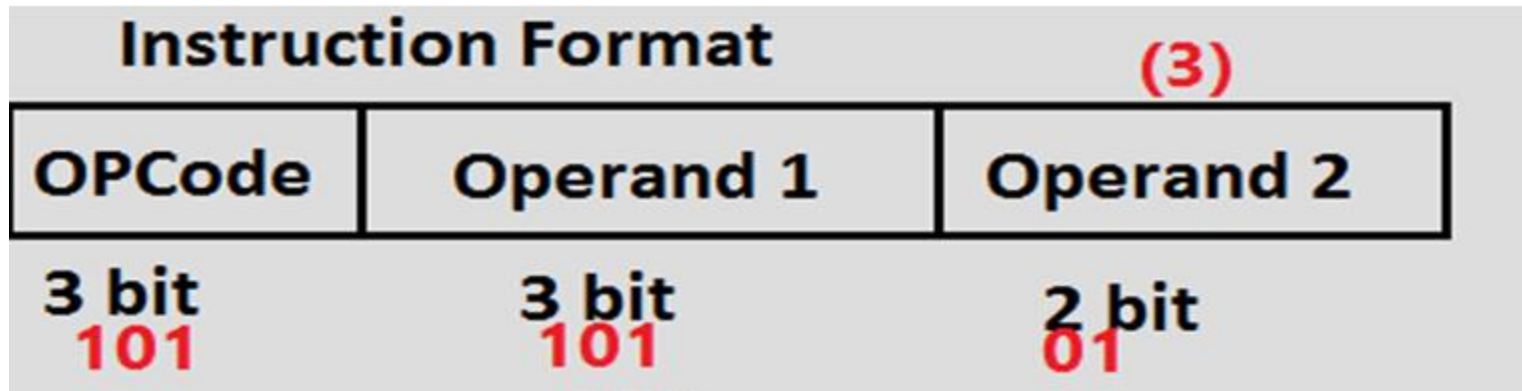 Instruction Format
(3)
OPCode Operand 1 Operand 2
3 bit 3 bit 2 bit
101 101 01